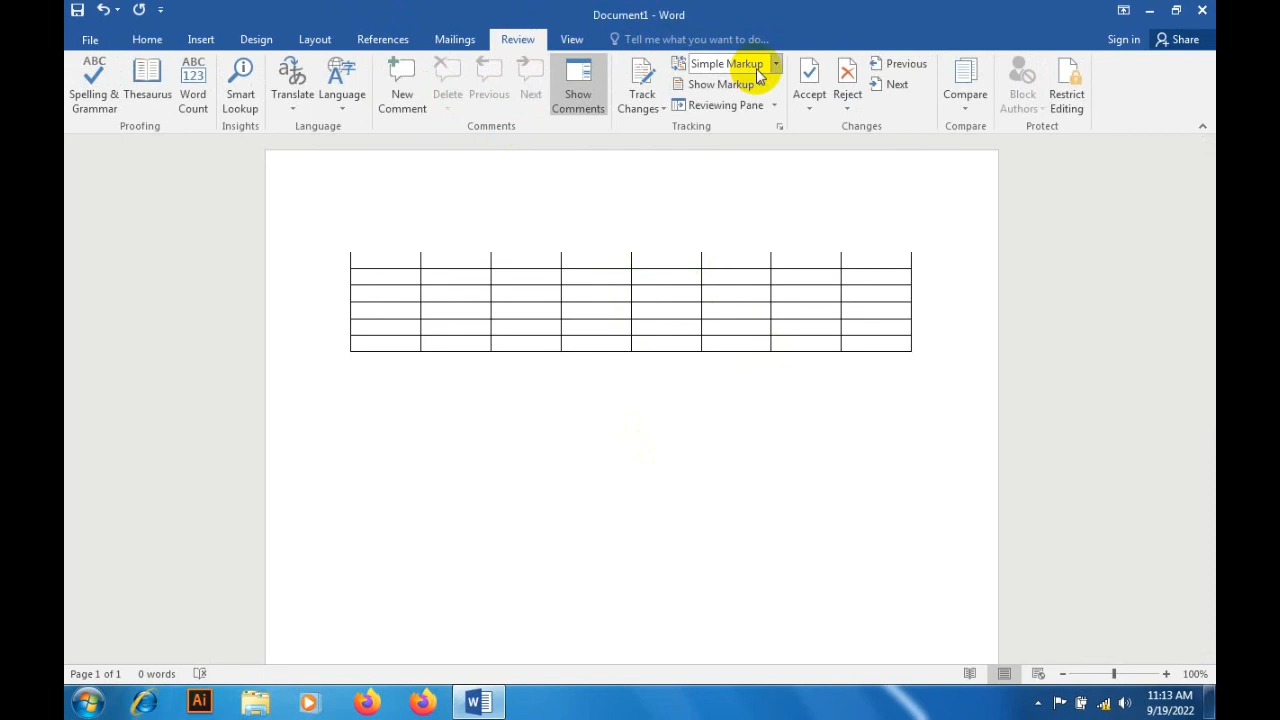 Document1 - Word
File Home Insert Design Layout References Mailings Review View Tell me what you want to do... Sign in Share
ABC Spelling & Grammar
Thesaurus
ABC 123 Word Count
Smart Lookup
Translate
Language
New Comment
Delete
Previous
Next
Show Comments
Track Changes
Simple Markup
Show Markup
Reviewing Pane
Accept
Reject
Previous
Next
Compare
Block Authors
Restrict Editing
Proofing Insights Language Comments Tracking Changes Compare Protect
Page 1 of 1 0 words 100%
Ai
W
11:13 AM
9/19/2022